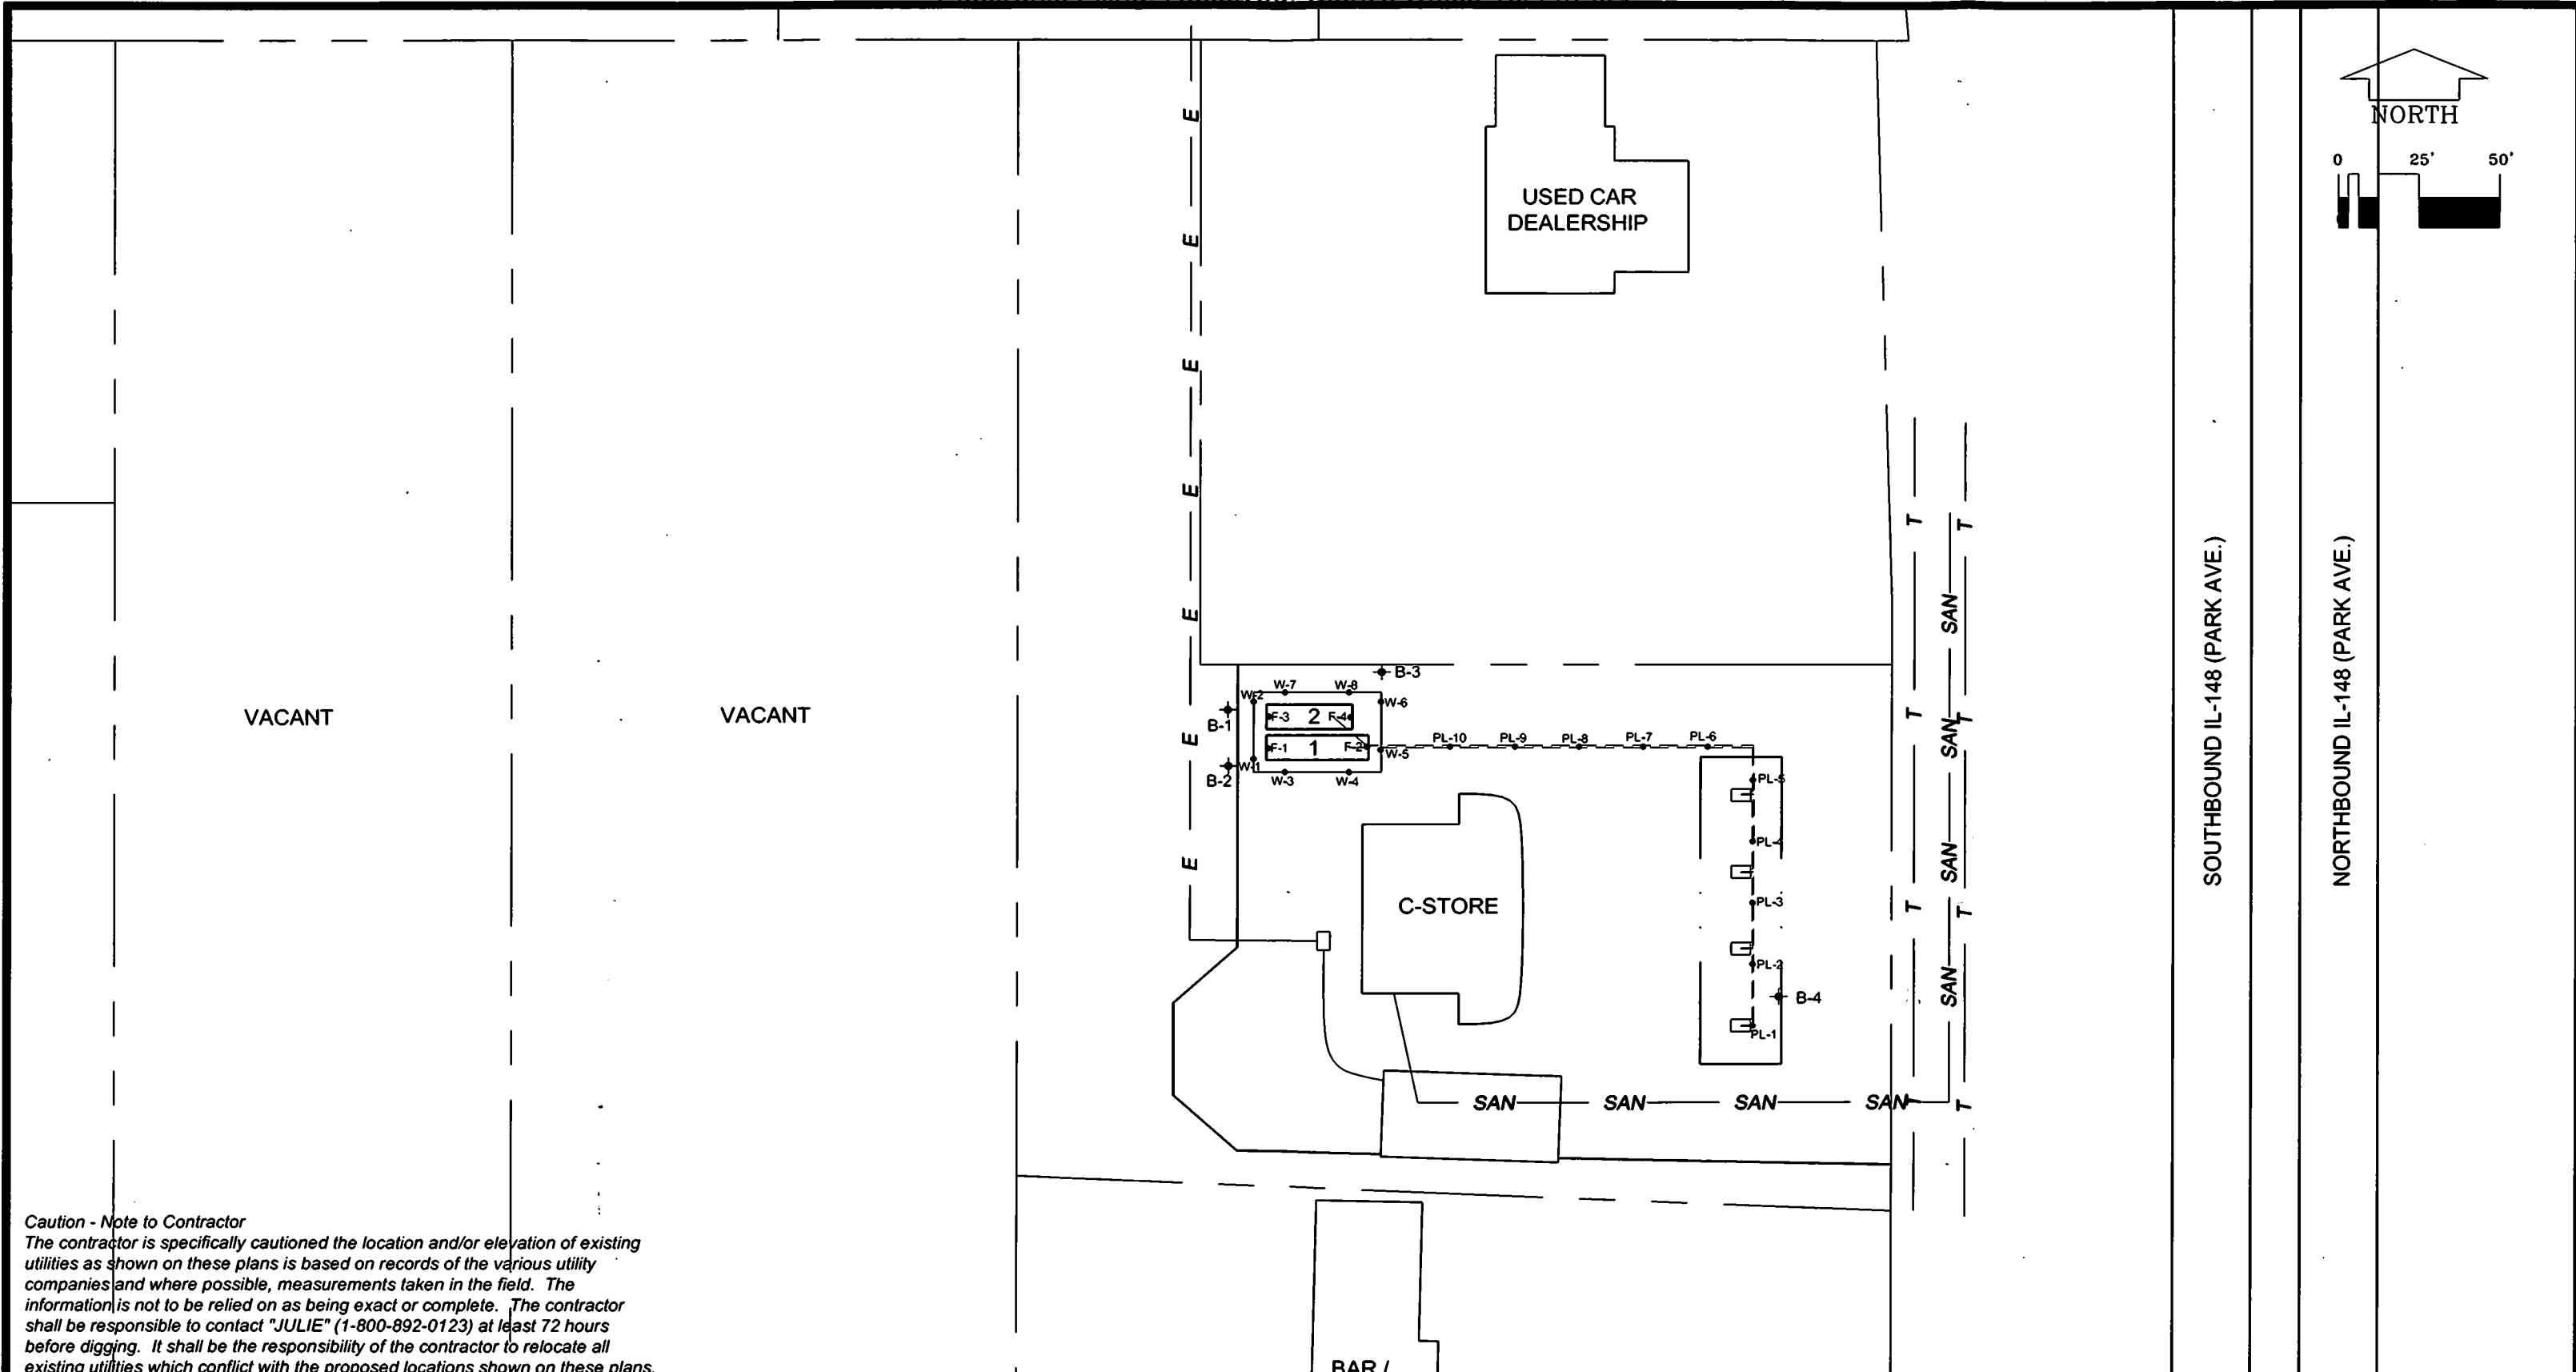 NORTH
0 25' 50'
USED CAR
DEALERSHIP
E
E
E
E
E
E
E
T
T
SAN
SOUTHBOUND IL-148 (PARK AVE.)
NORTHBOUND IL-148 (PARK AVE.)
VACANT
VACANT
B-3
W-7 W-8
W-2
W-6
B-1
F-3 2 F-4
T
SAN T
F-1 1 F-2
W-5
PL-10 PL-9 PL-8 PL-7 PL-6
B-2
W-1
W-3 W-4
PL-5
PL-4
SAN
C-STORE
PL-3
T
T
PL-2
SAN
B-4
PL-1
SAN SAN SAN SAN
T
T
Caution - Note to Contractor
The contractor is specifically cautioned the location and/or elevation of existing
utilities as shown on these plans is based on records of the various utility
companies and where possible, measurements taken in the field. The
information is not to be relied on as being exact or complete. The contractor
shall be responsible to contact "JULIE" (1-800-892-0123) at least 72 hours
before digging. It shall be the responsibility of the contractor to relocate all
existing utilities which conflict with the proposed locations shown on these plans.
BAR /